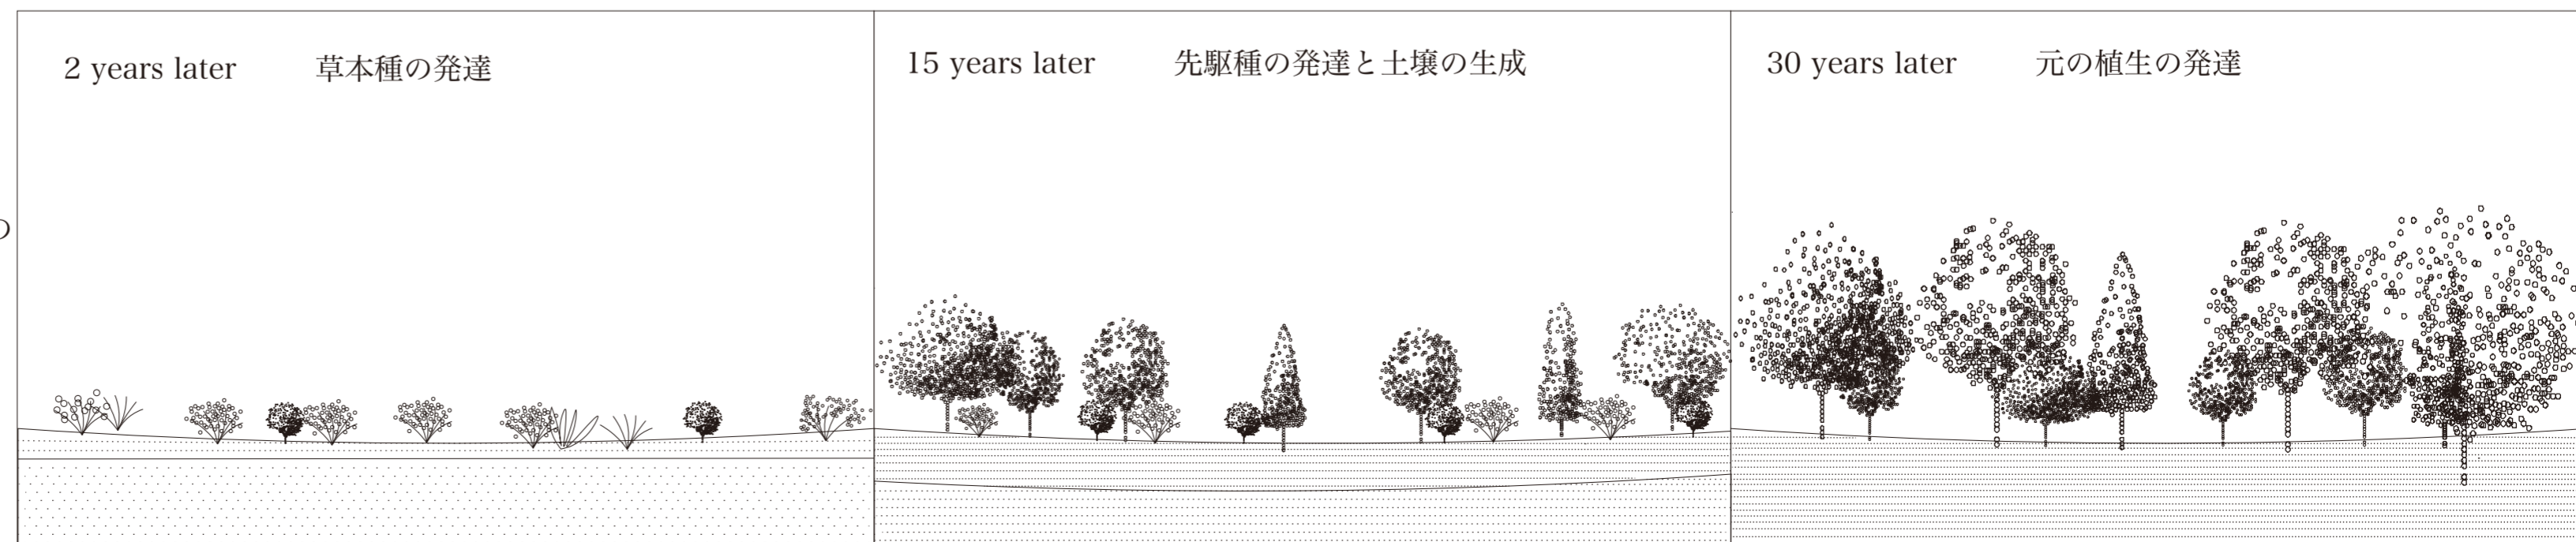 2 years later 草本種の発達
15 years later 先駆種の発達と土壌の生成
30 years later 元の植生の発達